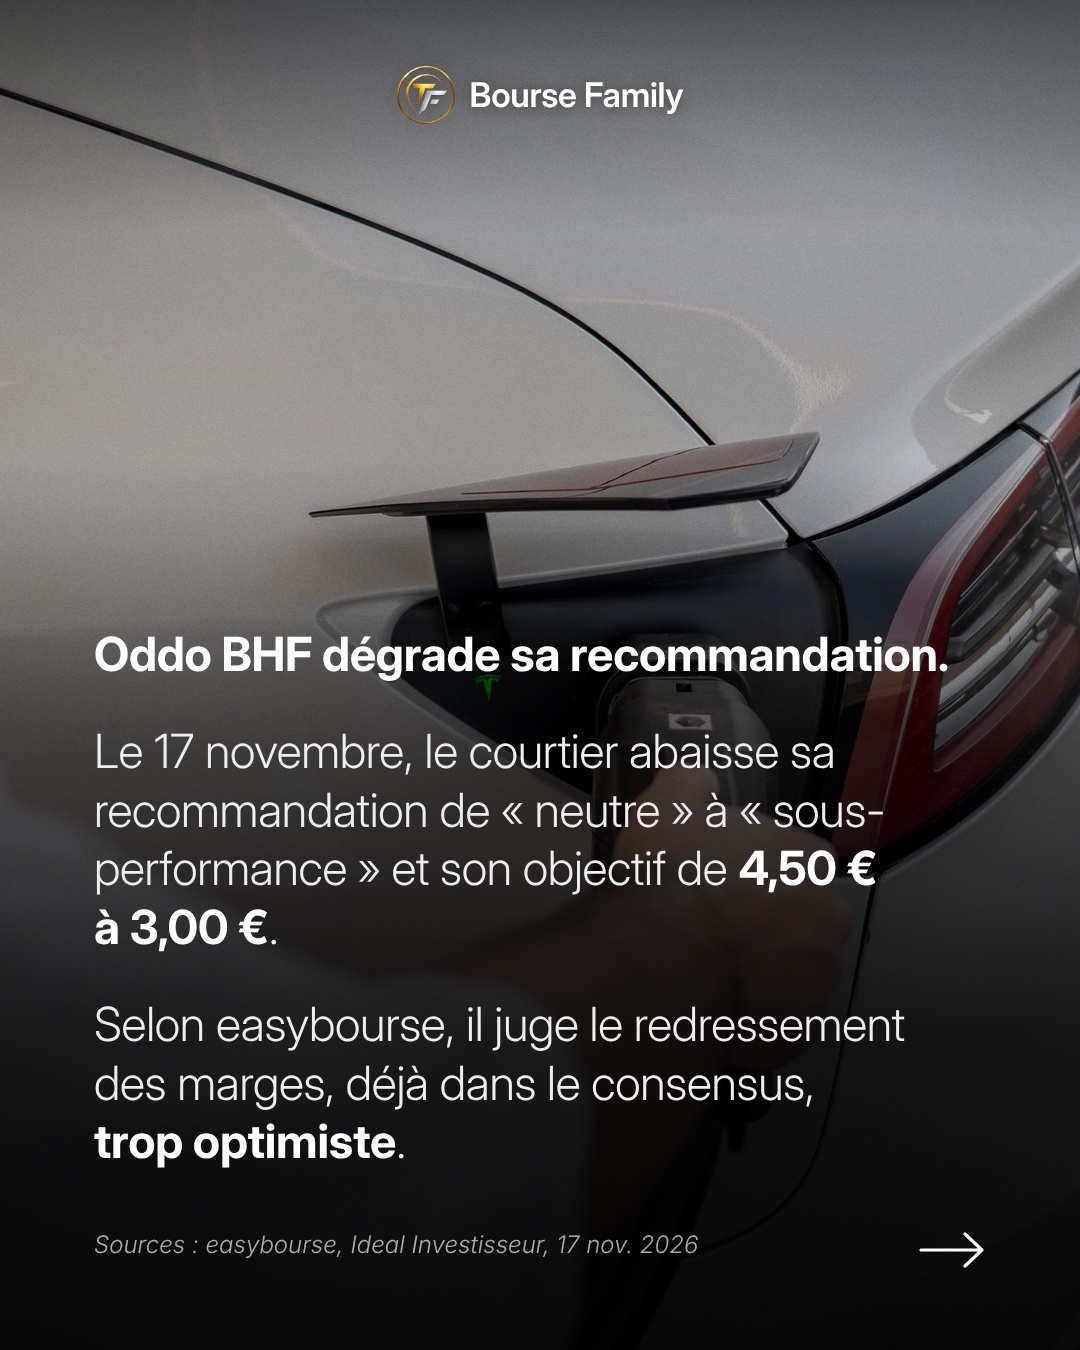 TF
Bourse Family
Oddo BHF dégrade sa recommandation.
Le 17 novembre, le courtier abaisse sa
recommandation de « neutre » à « sous-
performance » et son objectif de 4,50 €
à 3,00 €.
Selon easybourse, il juge le redressement
des marges, déjà dans le consensus,
trop optimiste.
Sources : easybourse, Ideal Investisseur, 17 nov. 2026